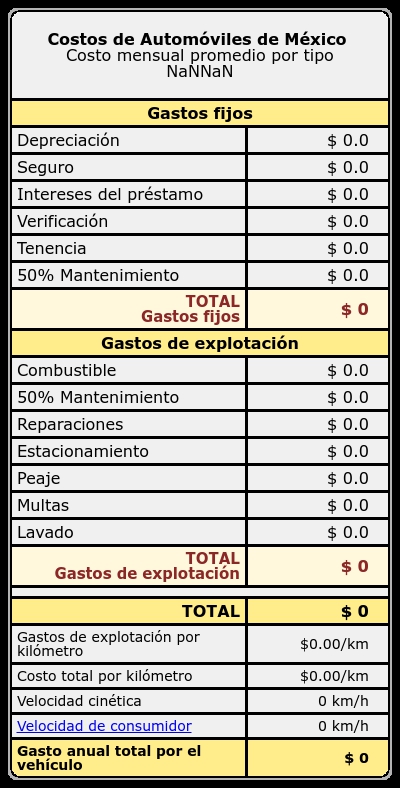 Costos de Automóviles de México
Costo mensual promedio por tipo
NaNNaN
Gastos fijos
Depreciación $ 0.0
Seguro $ 0.0
Intereses del préstamo $ 0.0
Verificación $ 0.0
Tenencia $ 0.0
50% Mantenimiento $ 0.0
TOTAL
Gastos fijos $ 0
Gastos de explotación
Combustible $ 0.0
50% Mantenimiento $ 0.0
Reparaciones $ 0.0
Estacionamiento $ 0.0
Peaje $ 0.0
Multas $ 0.0
Lavado $ 0.0
TOTAL
Gastos de explotación $ 0
TOTAL $ 0
Gastos de explotación por
kilómetro $0.00/km
Costo total por kilómetro $0.00/km
Velocidad cinética 0 km/h
Velocidad de consumidor 0 km/h
Gasto anual total por el
vehículo $ 0